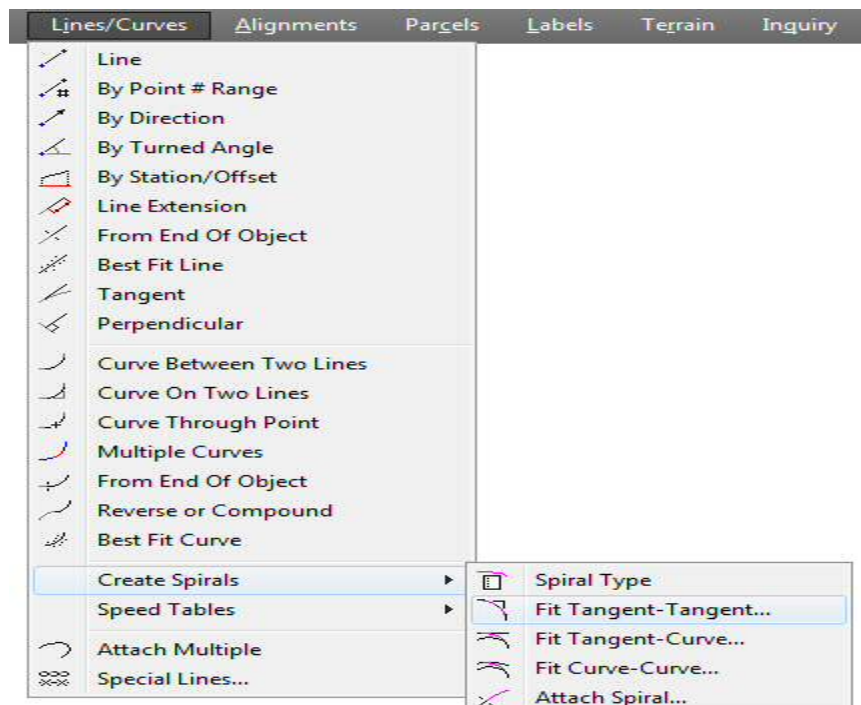 Lines/Curves Alignments Parcels Labels Terrain Inquiry
Line
By Point # Range
By Direction
By Turned Angle
By Station/Offset
Line Extension
From End Of Object
Best Fit Line
Tangent
Perpendicular
Curve Between Two Lines
Curve On Two Lines
Curve Through Point
Multiple Curves
From End Of Object
Reverse or Compound
Best Fit Curve
Create Spirals
Speed Tables
Attach Multiple
Special Lines...
Spiral Type
Fit Tangent-Tangent...
Fit Tangent-Curve...
Fit Curve-Curve...
Attach Spiral...